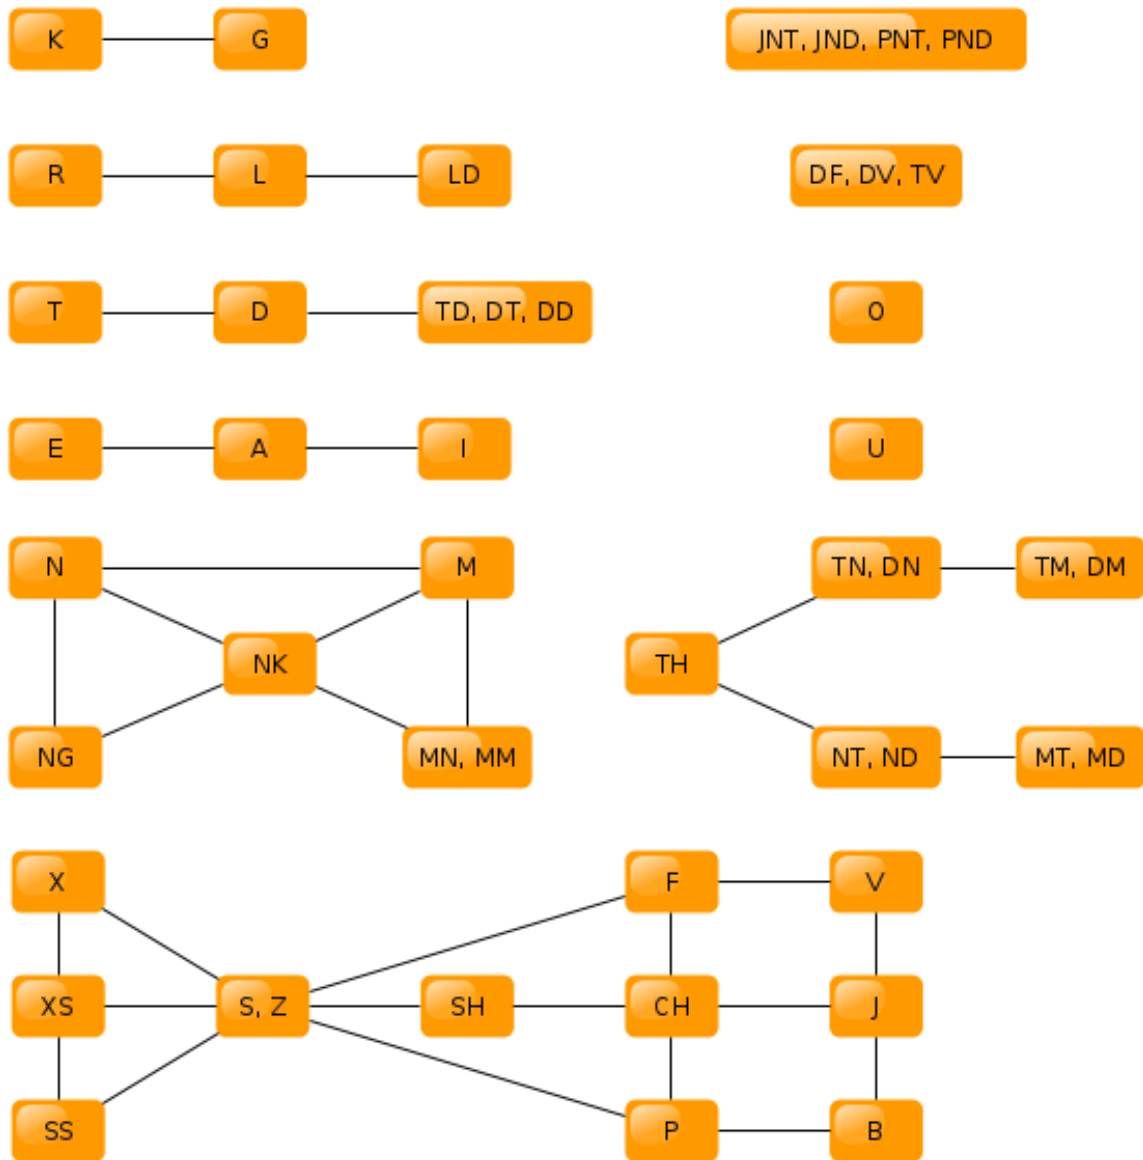 K G JNT, JND, PNT, PND
R L LD DF, DV, TV
T D TD, DT, DD O
E A I U
N M TN, DN TM, DM
NK TH
NG MN, MM NT, ND MT, MD
X F V
XS S, Z SH CH J
SS P B